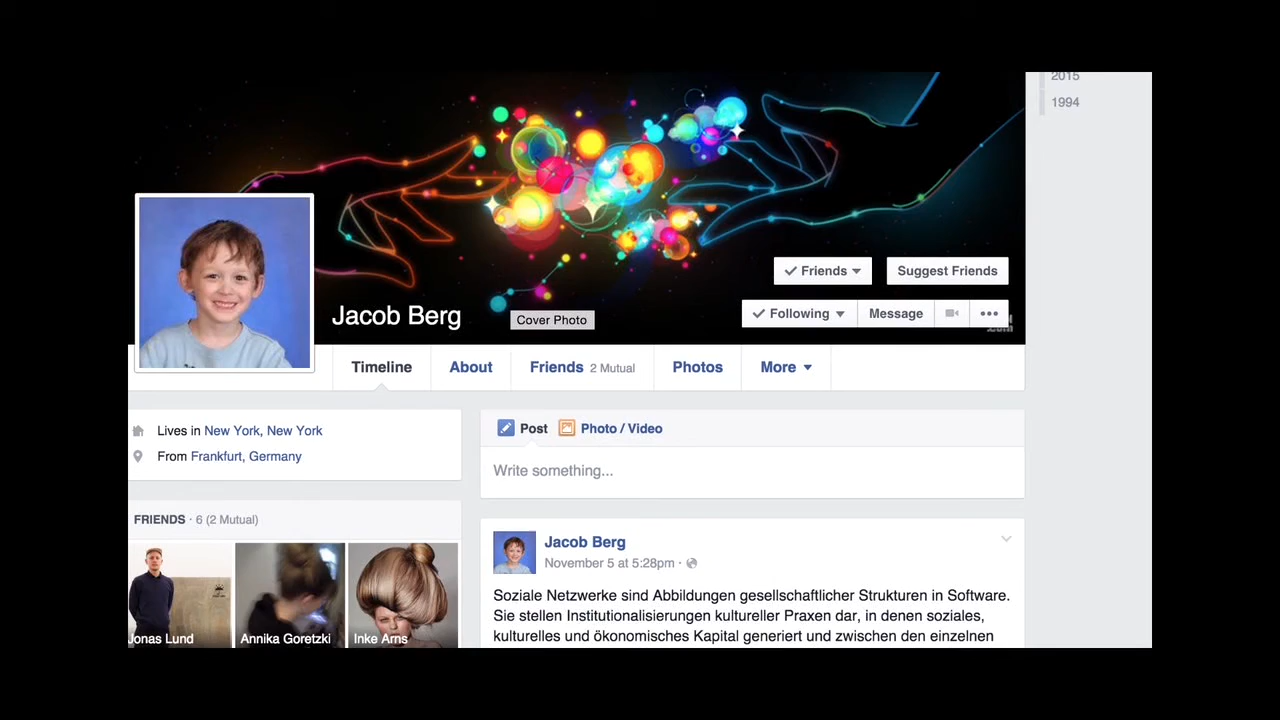 2015
1994
Friends
Suggest Friends
Jacob Berg
Cover Photo
Following
Message
Timeline
About
Friends 2 Mutual
Photos
More
Lives in New York, New York
From Frankfurt, Germany
Post
Photo / Video
Write something...
FRIENDS · 6 (2 Mutual)
Jonas Lund
Annika Goretzki
Inke Arns
Jacob Berg
November 5 at 5:28pm ·
Soziale Netzwerke sind Abbildungen gesellschaftlicher Strukturen in Software.
Sie stellen Institutionalisierungen kultureller Praxen dar, in denen soziales,
kulturelles und ökonomisches Kapital generiert und zwischen den einzelnen